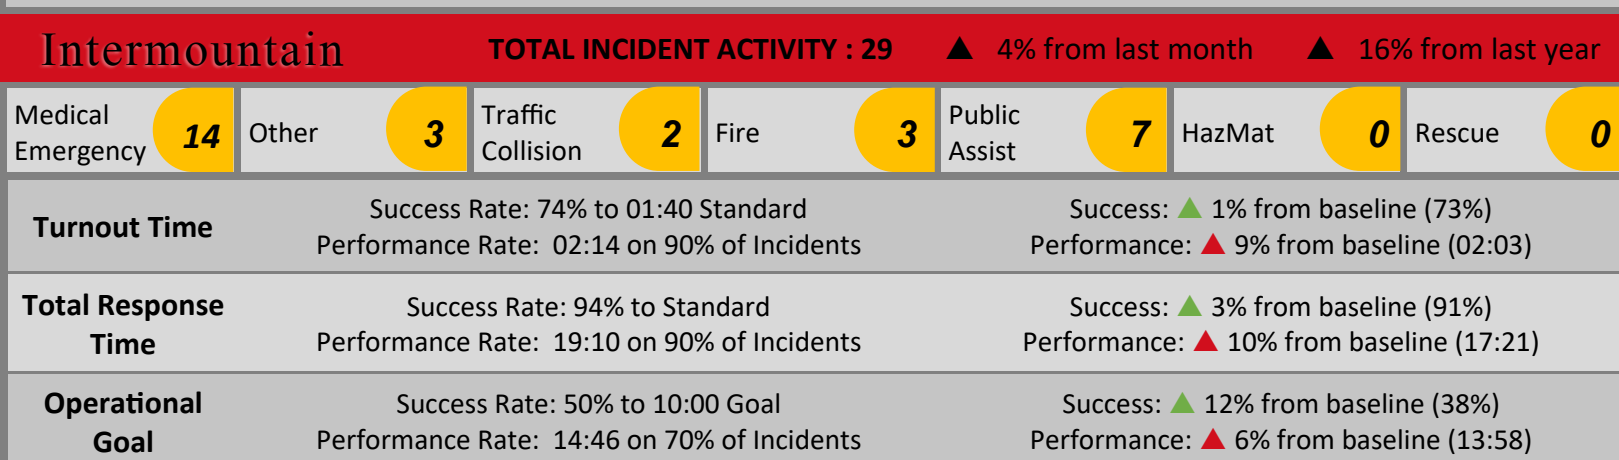 Intermountain TOTAL INCIDENT ACTIVITY : 29 ▲ 4% from last month ▲ 16% from last year
Medical Emergency 14
Other 3
Traffic Collision 2
Fire 3
Public Assist 7
HazMat 0
Rescue 0
Turnout Time
Success Rate: 74% to 01:40 Standard
Performance Rate: 02:14 on 90% of Incidents
Success: ▲ 1% from baseline (73%)
Performance: ▲ 9% from baseline (02:03)
Total Response
Time
Success Rate: 94% to Standard
Performance Rate: 19:10 on 90% of Incidents
Success: ▲ 3% from baseline (91%)
Performance: ▲ 10% from baseline (17:21)
Operational
Goal
Success Rate: 50% to 10:00 Goal
Performance Rate: 14:46 on 70% of Incidents
Success: ▲ 12% from baseline (38%)
Performance: ▲ 6% from baseline (13:58)